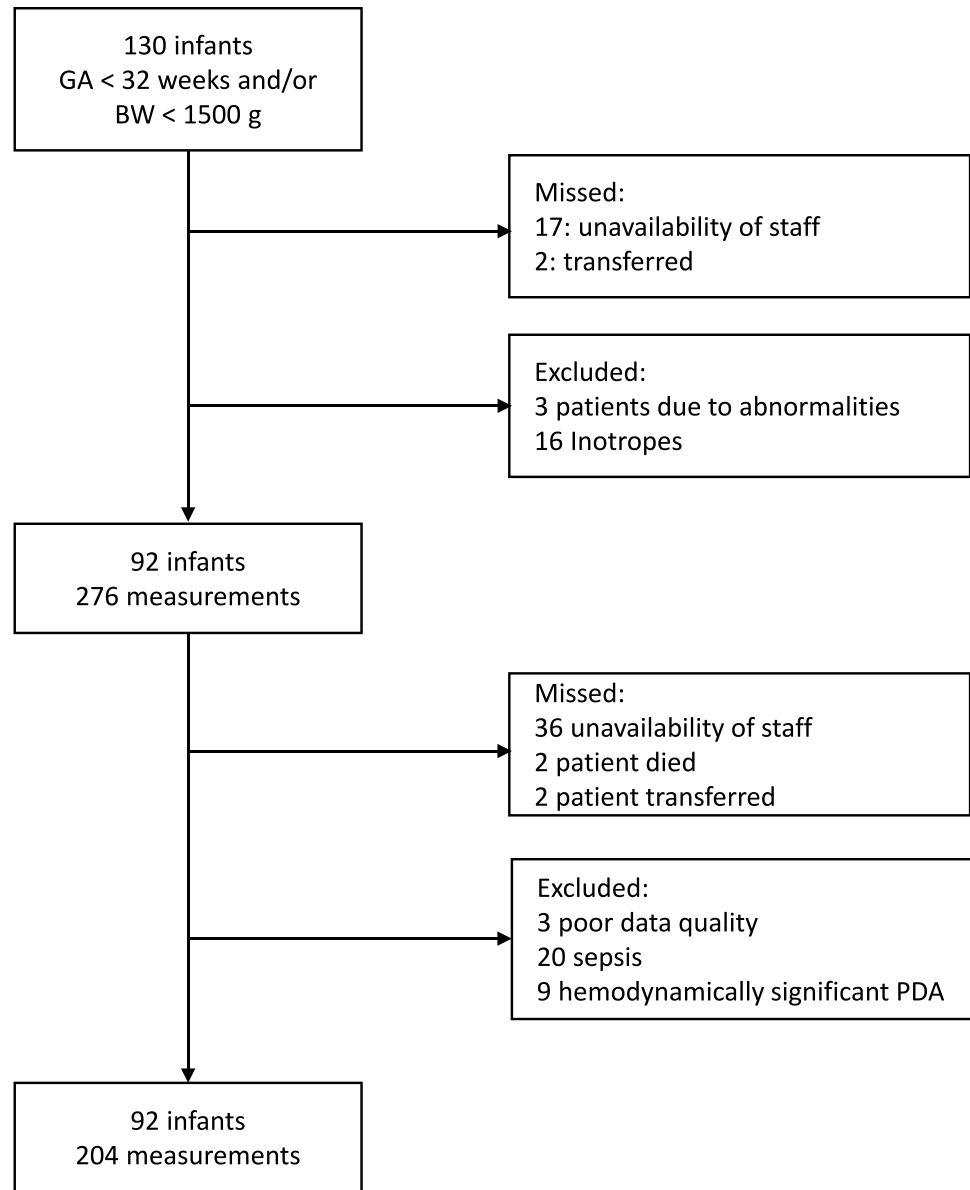 130 infants
GA < 32 weeks and/or
BW < 1500 g
Missed:
17: unavailability of staff
2: transferred
Excluded:
3 patients due to abnormalities
16 Inotropes
92 infants
276 measurements
Missed:
36 unavailability of staff
2 patient died
2 patient transferred
Excluded:
3 poor data quality
20 sepsis
9 hemodynamically significant PDA
92 infants
204 measurements